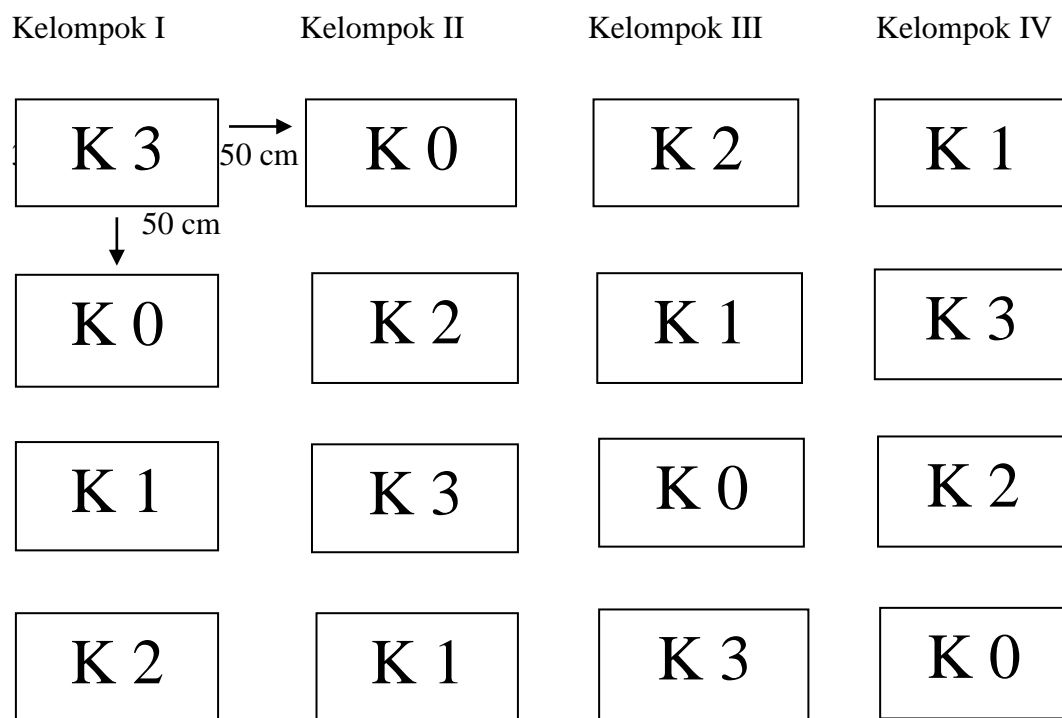 Kelompok I Kelompok II Kelompok III Kelompok IV
K 3 K 0 K 2 K 1
50 cm
50 cm
K 0 K 2 K 1 K 3
K 1 K 3 K 0 K 2
K 2 K 1 K 3 K 0